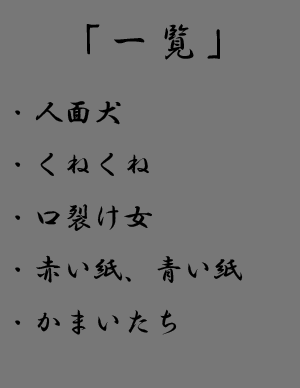 「一覧」
・人面犬
・くねくね
・口裂け女
・赤い紙、青い紙
・かまいたち